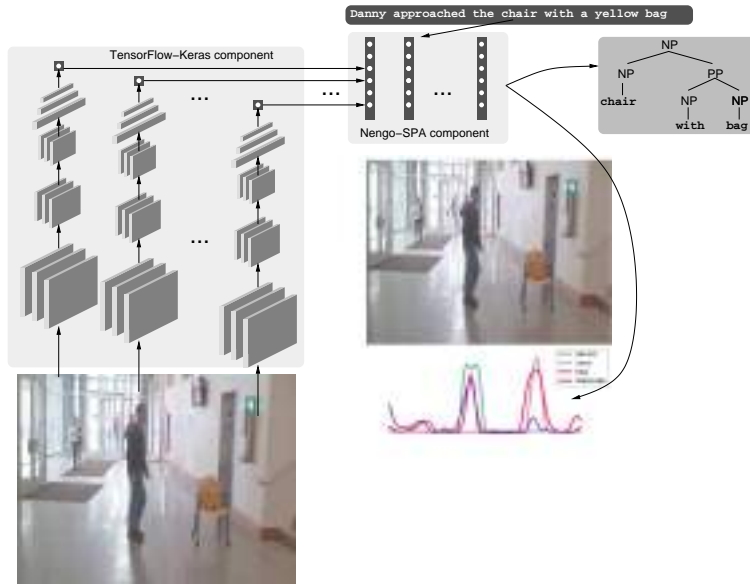 Danny approached the chair with a yellow bag
TensorFlow–Keras component
...
...
...
...
Nengo–SPA component
NP
NP PP
chair NP NP
with bag